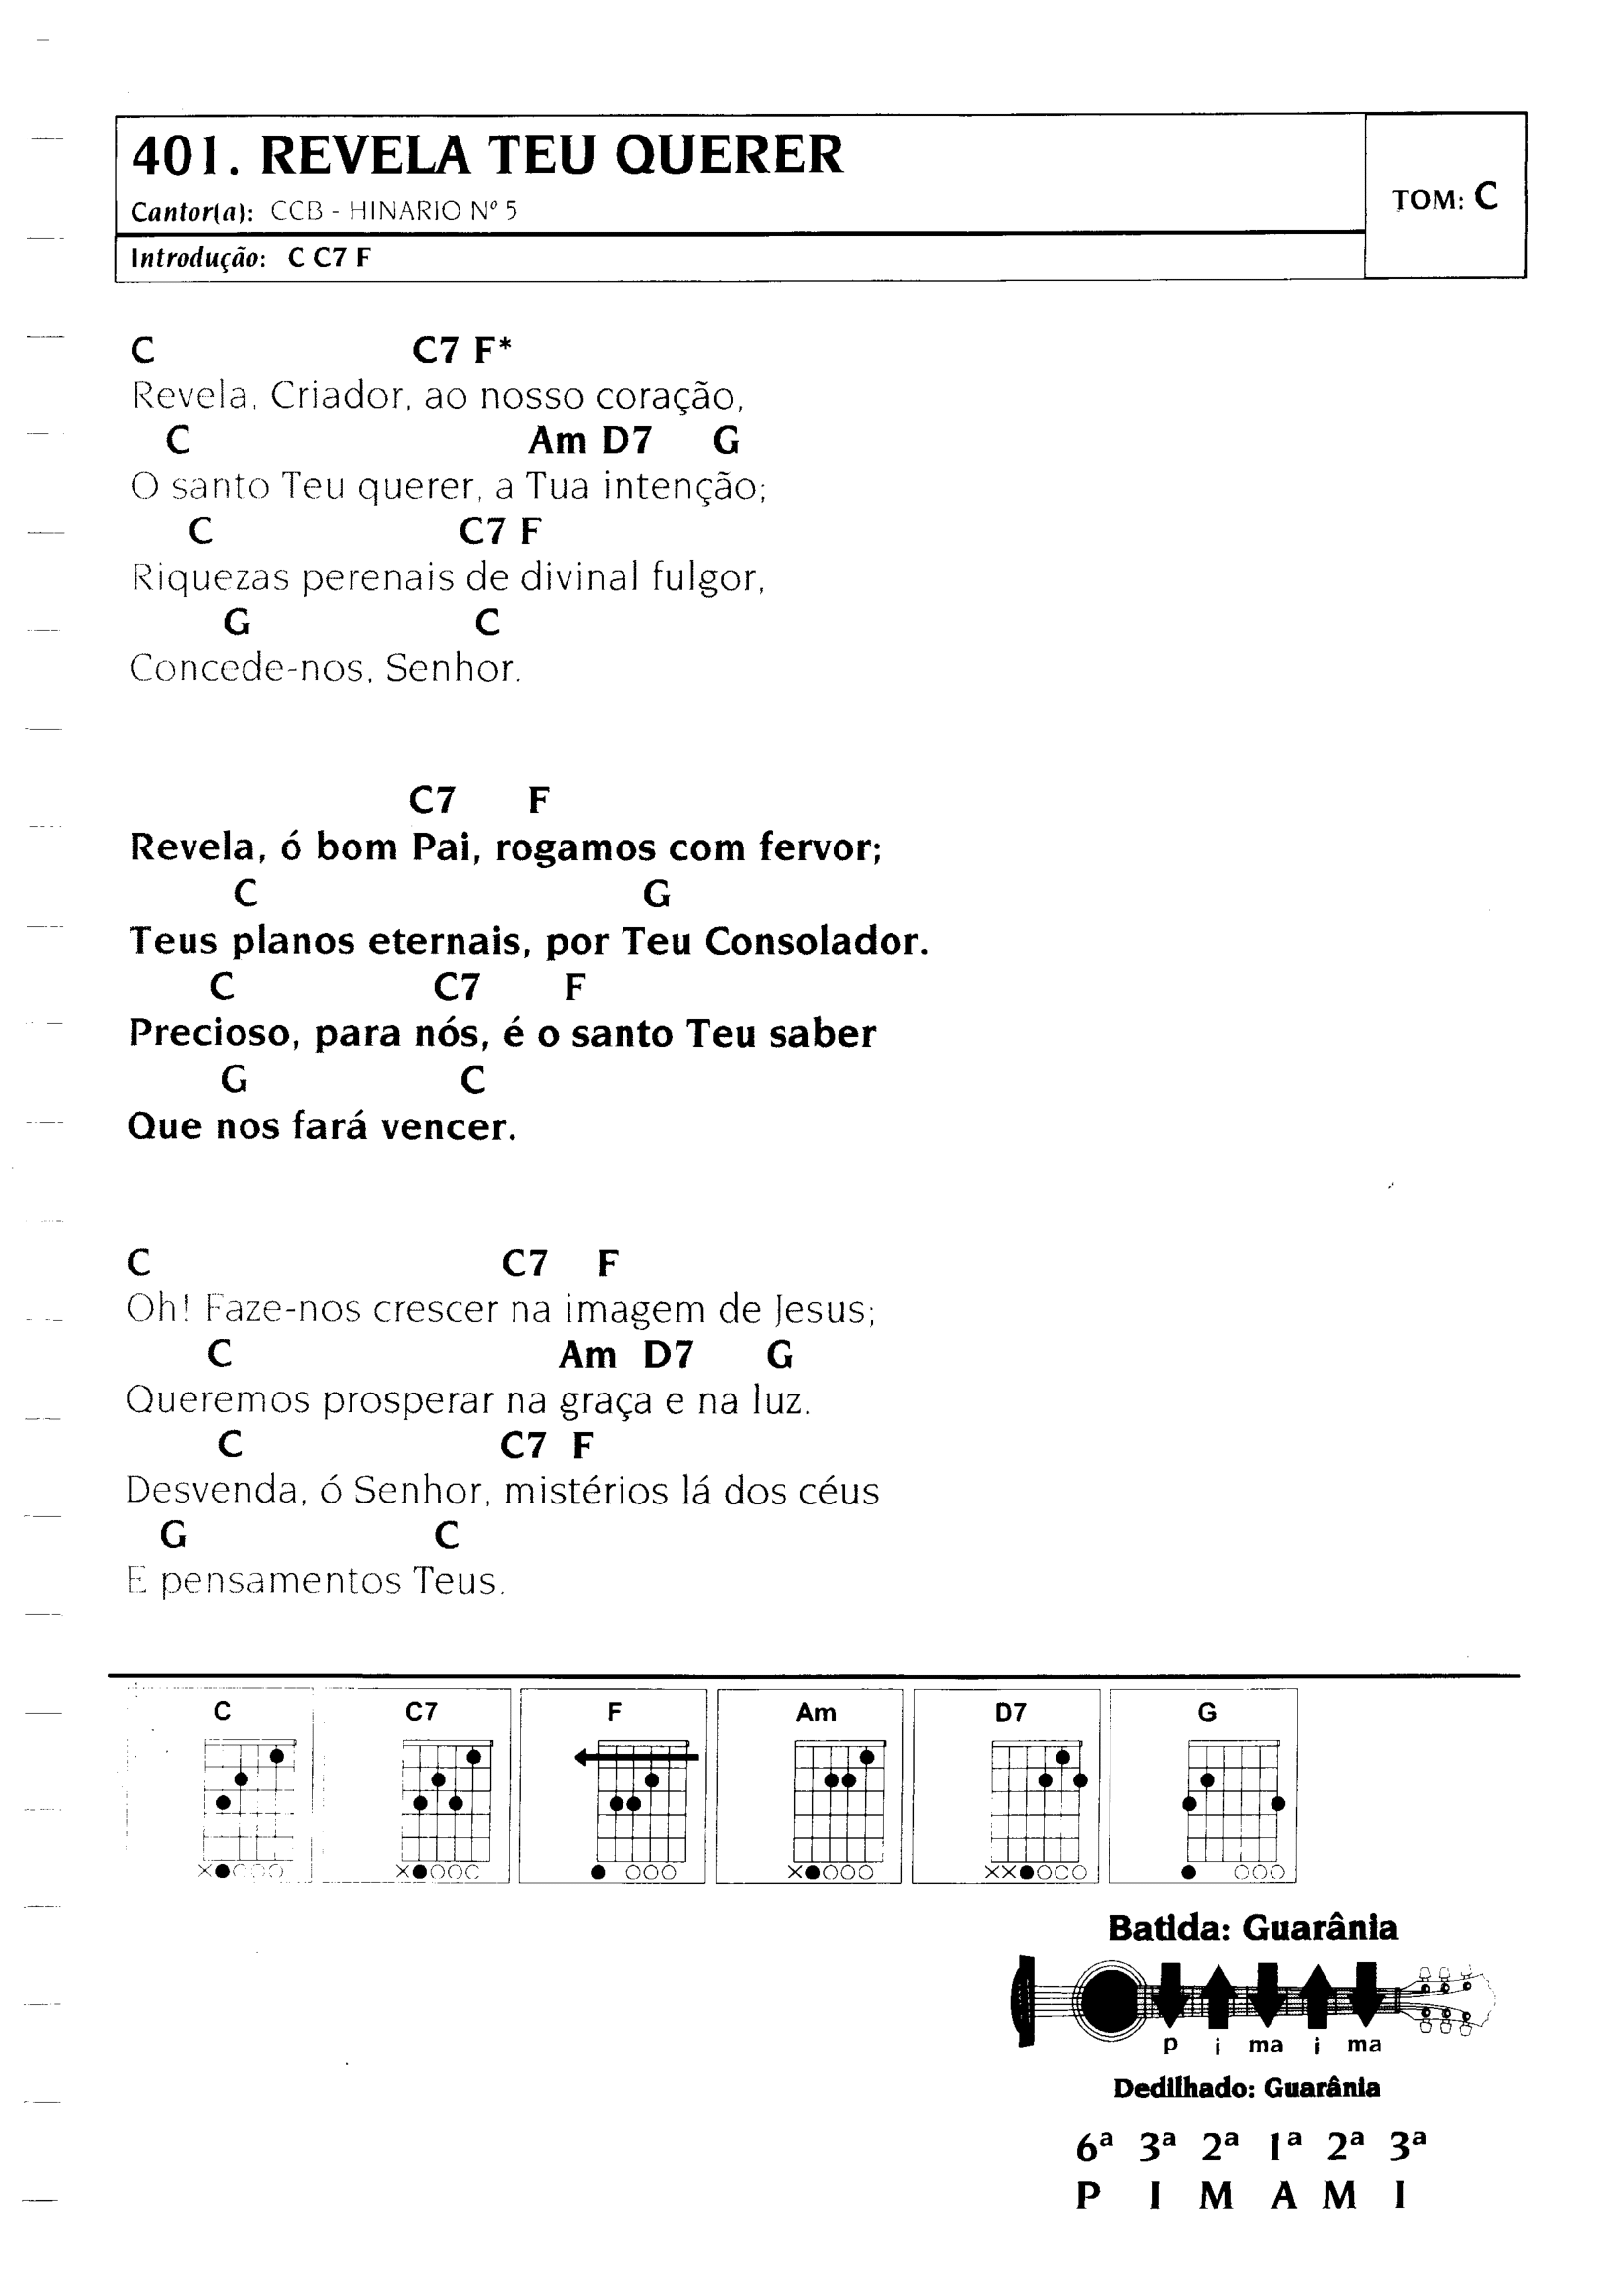 401. REVELA TEU QUERER
Cantor(a): CCB - HINARIO Nº 5
TOM: C
Introdução: C C7 F
C C7 F*
Revela, Criador, ao nosso coração,
C Am D7 G
O santo Teu querer, a Tua intenção;
C C7 F
Riquezas perenais de divinal fulgor,
G C
Concede-nos, Senhor.
C7 F
Revela, ó bom Pai, rogamos com fervor;
C G
Teus planos eternais, por Teu Consolador.
C C7 F
Precioso, para nós, é o santo Teu saber
G C
Que nos fará vencer.
C C7 F
Oh! Faze-nos crescer na imagem de Jesus;
C Am D7 G
Queremos prosperar na graça e na luz.
C C7 F
Desvenda, ó Senhor, mistérios lá dos céus
G C
E pensamentos Teus.
C C7 F Am D7 G
Batida: Guarânia
p i ma i ma
Dedilhado: Guarânia
6ª 3ª 2ª 1ª 2ª 3ª
P I M A M I